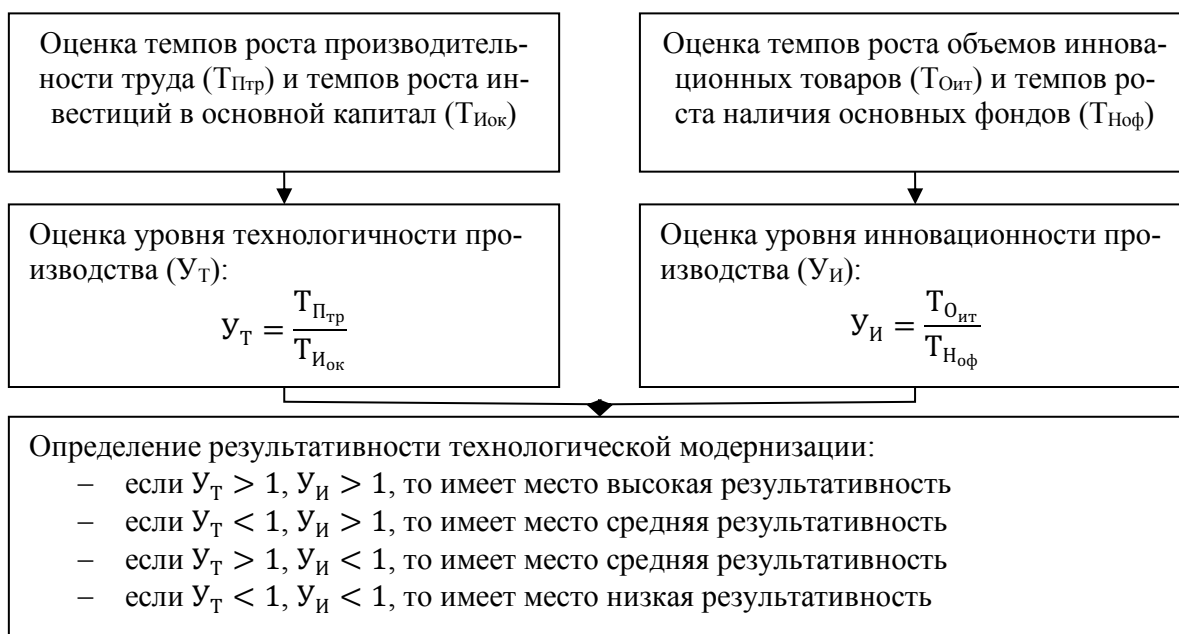 Оценка темпов роста производитель-
ности труда (ТПтр) и темпов роста ин-
вестиций в основной капитал (ТИок)
Оценка темпов роста объемов иннова-
ционных товаров (ТОит) и темпов ро-
ста наличия основных фондов (ТНоф)
Оценка уровня технологичности про-
изводства (УТ):
УТ = ТПтр / ТИок
Оценка уровня инновационности про-
изводства (УИ):
УИ = ТОит / ТНоф
Определение результативности технологической модернизации:
– если УТ > 1, УИ > 1, то имеет место высокая результативность
– если УТ < 1, УИ > 1, то имеет место средняя результативность
– если УТ > 1, УИ < 1, то имеет место средняя результативность
– если УТ < 1, УИ < 1, то имеет место низкая результативность